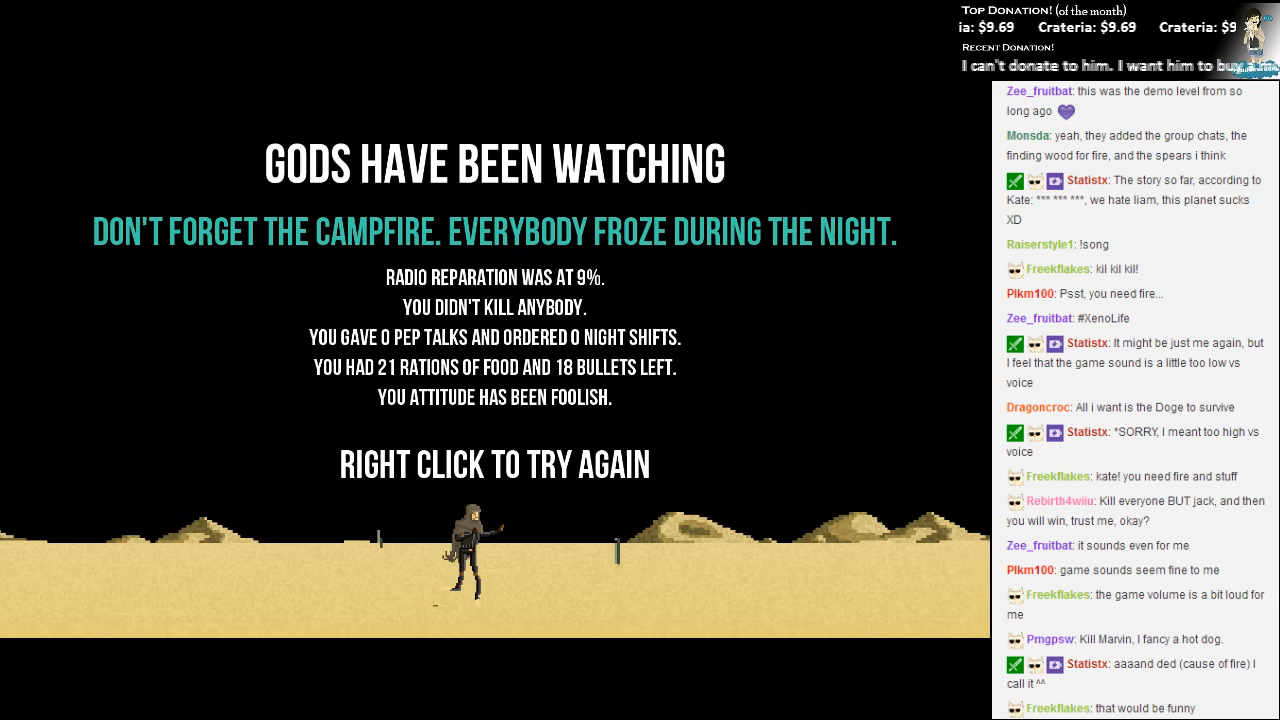 TOP DONATION! (of the month)
ia: $9.69 Crateria: $9.69 Crateria: $9
RECENT DONATION!
I can't donate to him. I want him to buy
GODS HAVE BEEN WATCHING
DON'T FORGET THE CAMPFIRE. EVERYBODY FROZE DURING THE NIGHT.
RADIO REPARATION WAS AT 9%.
YOU DIDN'T KILL ANYBODY.
YOU GAVE 0 PEP TALKS AND ORDERED 0 NIGHT SHIFTS.
YOU HAD 21 RATIONS OF FOOD AND 18 BULLETS LEFT.
YOU ATTITUDE HAS BEEN FOOLISH.
RIGHT CLICK TO TRY AGAIN
Zee_fruitbat: this was the demo level from so
long ago
Monsda: yeah, they added the group chats, the
finding wood for fire, and the spears i think
Statistx: The story so far, according to
Kate: *** *** ***, we hate liam, this planet sucks
XD
Raiserstyle1: !song
Freekflakes: kil kil kil!
Plkm100: Psst, you need fire...
Zee_fruitbat: #XenoLife
Statistx: It might be just me again, but
I feel that the game sound is a little too low vs
voice
Dragoncroc: All i want is the Doge to survive
Statistx: *SORRY, I meant too high vs
voice
Freekflakes: kate! you need fire and stuff
Rebirth4wiiu: Kill everyone BUT jack, and then
you will win, trust me, okay?
Zee_fruitbat: it sounds even for me
Plkm100: game sounds seem fine to me
Freekflakes: the game volume is a bit loud for
me
Pmgpsw: Kill Marvin, I fancy a hot dog.
Statistx: aaaand ded (cause of fire) I
call it ^^
Freekflakes: that would be funny